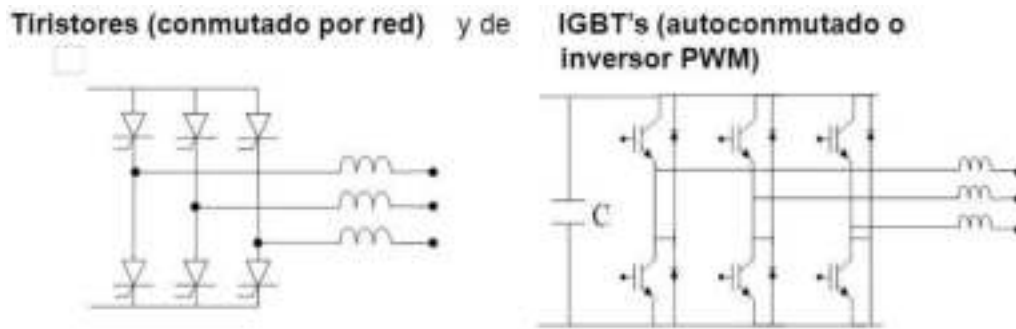 Tiristores (conmutado por red) y de IGBT's (autoconmutado o
inversor PWM)
C